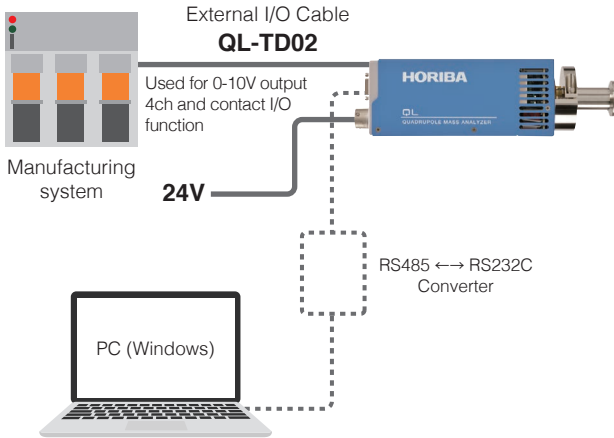 External I/O Cable
QL-TD02
Used for 0-10V output
4ch and contact I/O
function
HORIBA
QL
QUADRUPOLE MASS ANALYZER
Manufacturing
system
24V
RS485 ←→ RS232C
Converter
PC (Windows)